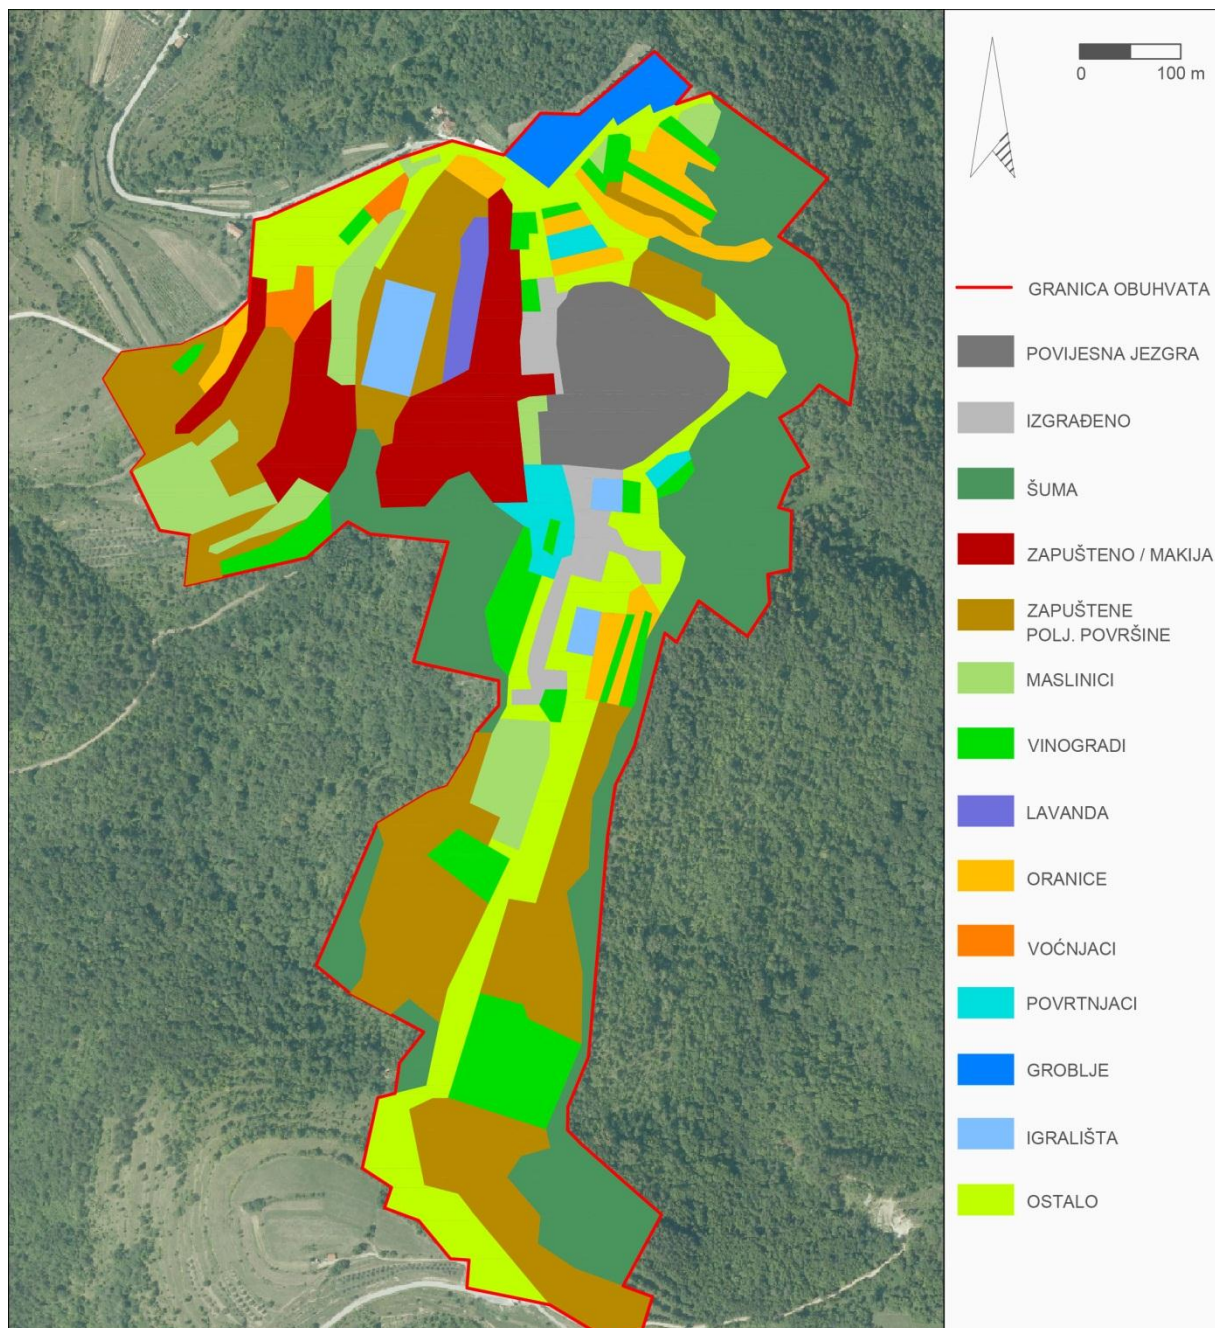 0 100 m
GRANICA OBUHVATA
POVIJESNA JEZGRA
IZGRAĐENO
ŠUMA
ZAPUŠTENO / MAKIJA
ZAPUŠTENE
POLJ. POVRŠINE
MASLINICI
VINOGRADI
LAVANDA
ORANICE
VOĆNJACI
POVRTNJACI
GROBLJE
IGRALIŠTA
OSTALO